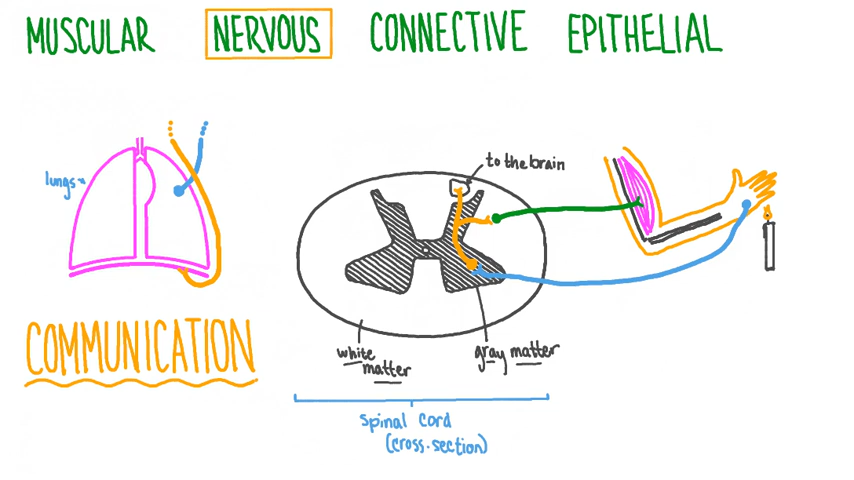 MUSCULAR NERVOUS CONNECTIVE EPITHELIAL
lungs
to the brain
COMMUNICATION
white
matter
gray matter
spinal cord
(cross-section)